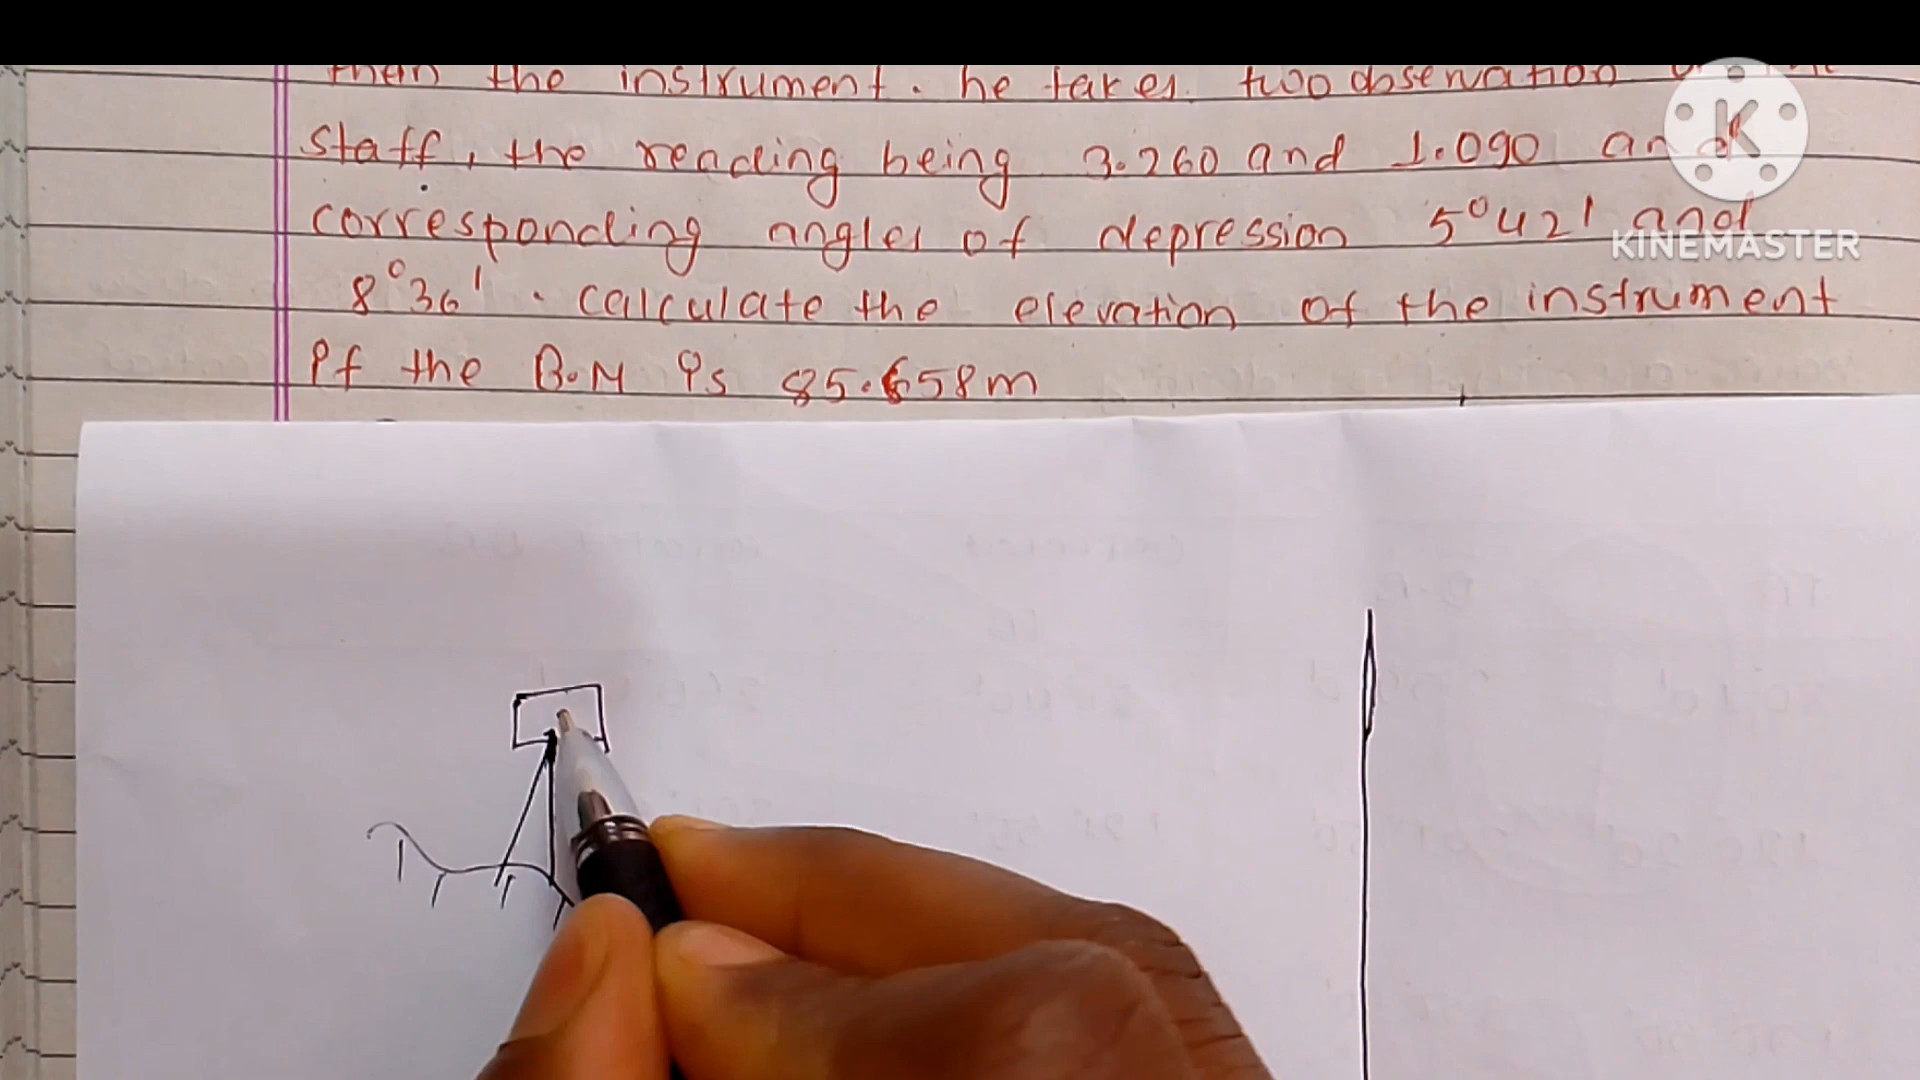 than the instrument. he takes two observation
staff, the reading being 3.260 and 1.090 and
corresponding angles of depression 5°42' and
8°36'. calculate the elevation of the instrument
if the B.M is 85.658m
K
KINEMASTER